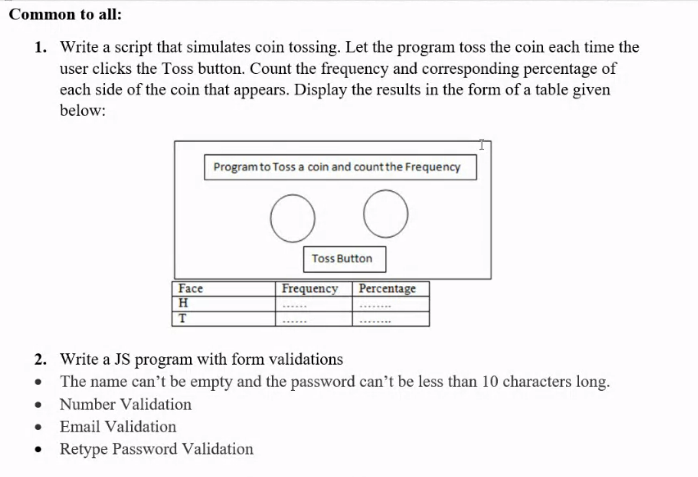 Common to all:
1. Write a script that simulates coin tossing. Let the program toss the coin each time the
user clicks the Toss button. Count the frequency and corresponding percentage of
each side of the coin that appears. Display the results in the form of a table given
below:
Program to Toss a coin and count the Frequency
Toss Button
Face Frequency Percentage
H ...... ........
T ...... ........
2. Write a JS program with form validations
• The name can't be empty and the password can't be less than 10 characters long.
• Number Validation
• Email Validation
• Retype Password Validation